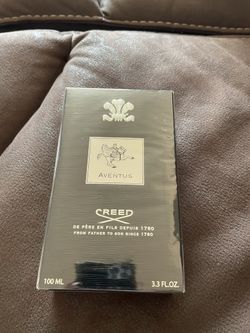 AVENTUS
CREED
DE PÈRE EN FILS DEPUIS 1760
FROM FATHER TO SON SINCE 1760
100 ML 3.3 FL.OZ.